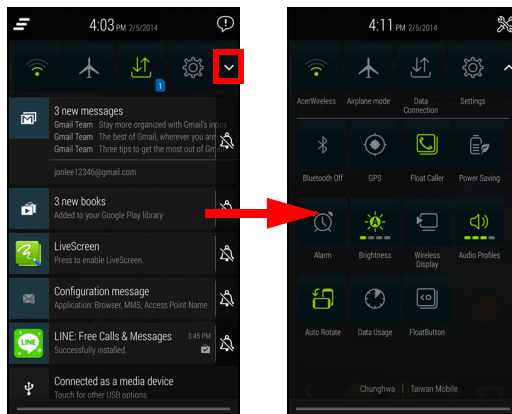 4:03 PM 2/5/2014
1
3 new messages
Gmail Team Stay more organized with Gmail's inbox
Gmail Team The best of Gmail, wherever you are
Gmail Team Three tips to get the most out of Gm
jonlee12346@gmail.com
3 new books
Added to your Google Play library
LiveScreen
Press to enable LiveScreen.
Configuration message
Application: Browser, MMS, Access Point Name
LINE
LINE: Free Calls & Messages 3:45 PM
Successfully installed.
Connected as a media device
Touch for other USB options.
4:11 PM 2/5/2014
AcerWireless Airplane mode Data Connection Settings
Bluetooth Off GPS Float Caller Power Saving
A
Alarm Brightness Wireless Display Audio Profiles
Auto Rotate Data Usage FloatButton
Chunghwa | Taiwan Mobile